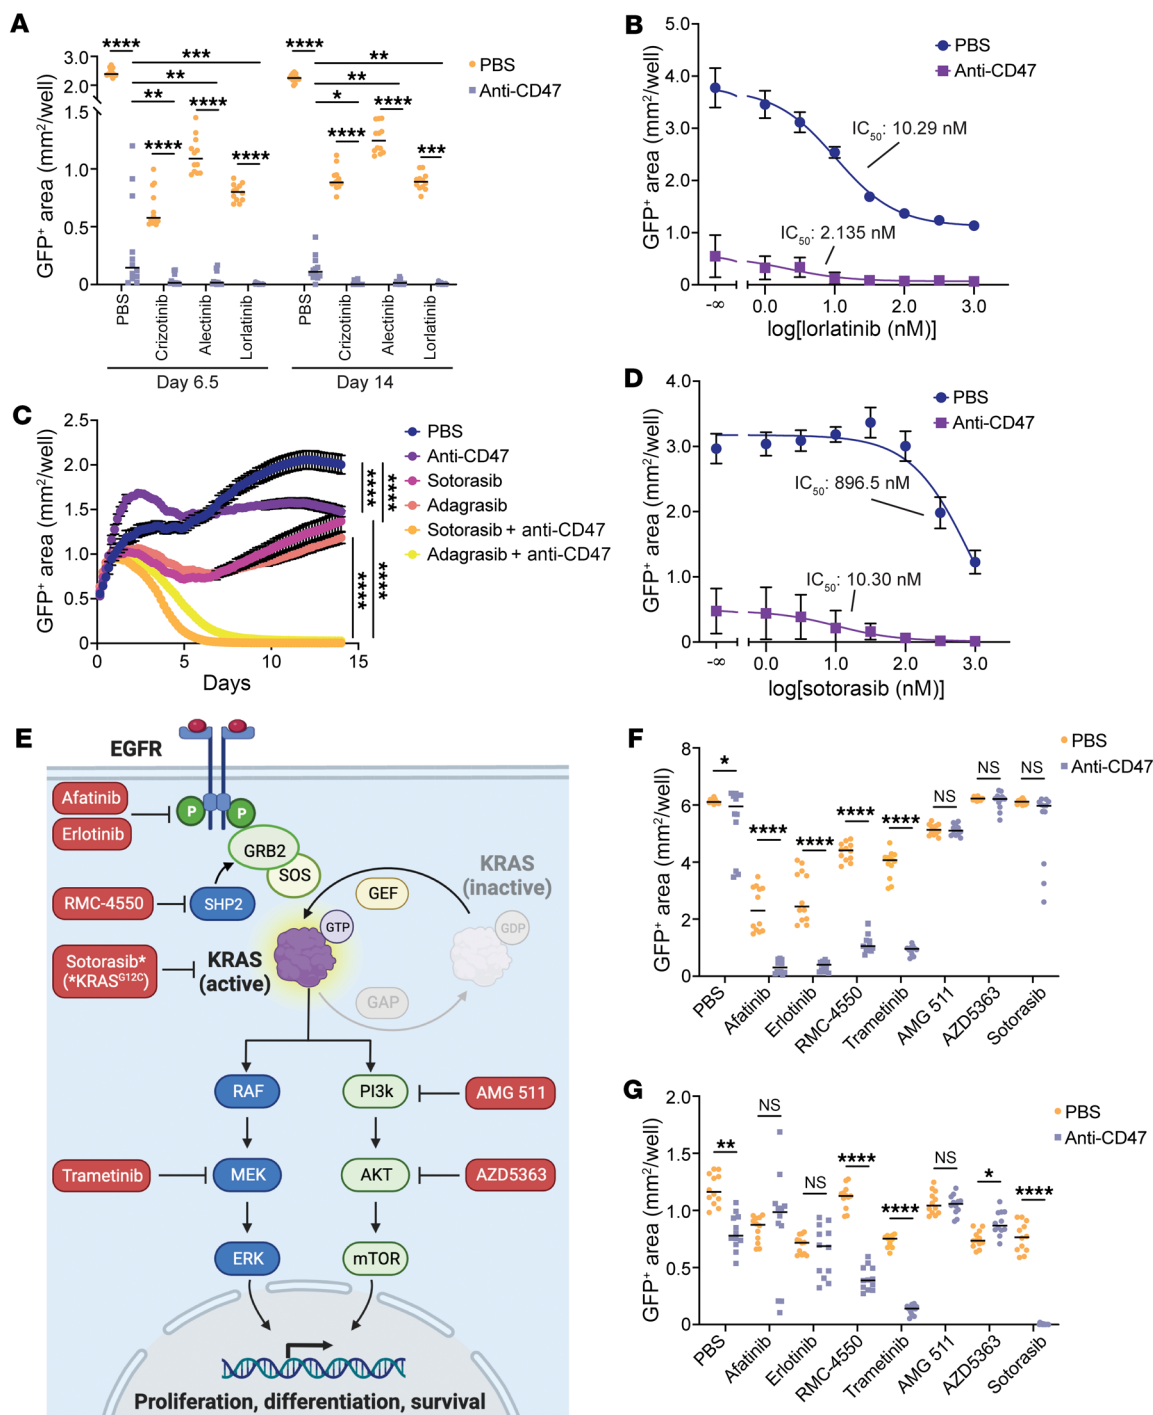 A
GFP+ area (mm2/well)
3.0
2.0
1.5
1.0
0.5
0
****
***
**
**
****
****
****
****
**
**
*
****
****
***
PBS
Anti-CD47
PBS
Crizotinib
Alectinib
Lorlatinib
PBS
Crizotinib
Alectinib
Lorlatinib
Day 6.5
Day 14
B
GFP+ area (mm2/well)
5.0
4.0
3.0
2.0
1.0
0
PBS
Anti-CD47
IC50: 10.29 nM
IC50: 2.135 nM
-∞ 0.0 1.0 2.0 3.0
log[lorlatinib (nM)]
C
GFP+ area (mm2/well)
2.5
2.0
1.5
1.0
0.5
0
0 5 10 15
Days
PBS
Anti-CD47
Sotorasib
Adagrasib
Sotorasib + anti-CD47
Adagrasib + anti-CD47
****
****
****
****
D
GFP+ area (mm2/well)
4.0
3.0
2.0
1.0
0
PBS
Anti-CD47
IC50: 896.5 nM
IC50: 10.30 nM
-∞ 0.0 1.0 2.0 3.0
log[sotorasib (nM)]
E
EGFR
Afatinib
Erlotinib
P
P
GRB2
SOS
RMC-4550
SHP2
GEF
KRAS
(inactive)
GTP
GDP
Sotorasib*
(*KRASG12C)
KRAS
(active)
GAP
RAF
PI3k
AMG 511
Trametinib
MEK
AKT
AZD5363
ERK
mTOR
Proliferation, differentiation, survival
F
GFP+ area (mm2/well)
8
6
4
2
0
PBS
Anti-CD47
*
****
****
****
****
NS
NS
NS
PBS
Afatinib
Erlotinib
RMC-4550
Trametinib
AMG 511
AZD5363
Sotorasib
G
GFP+ area (mm2/well)
2.0
1.5
1.0
0.5
0
PBS
Anti-CD47
**
NS
NS
****
****
NS
*
****
PBS
Afatinib
Erlotinib
RMC-4550
Trametinib
AMG 511
AZD5363
Sotorasib